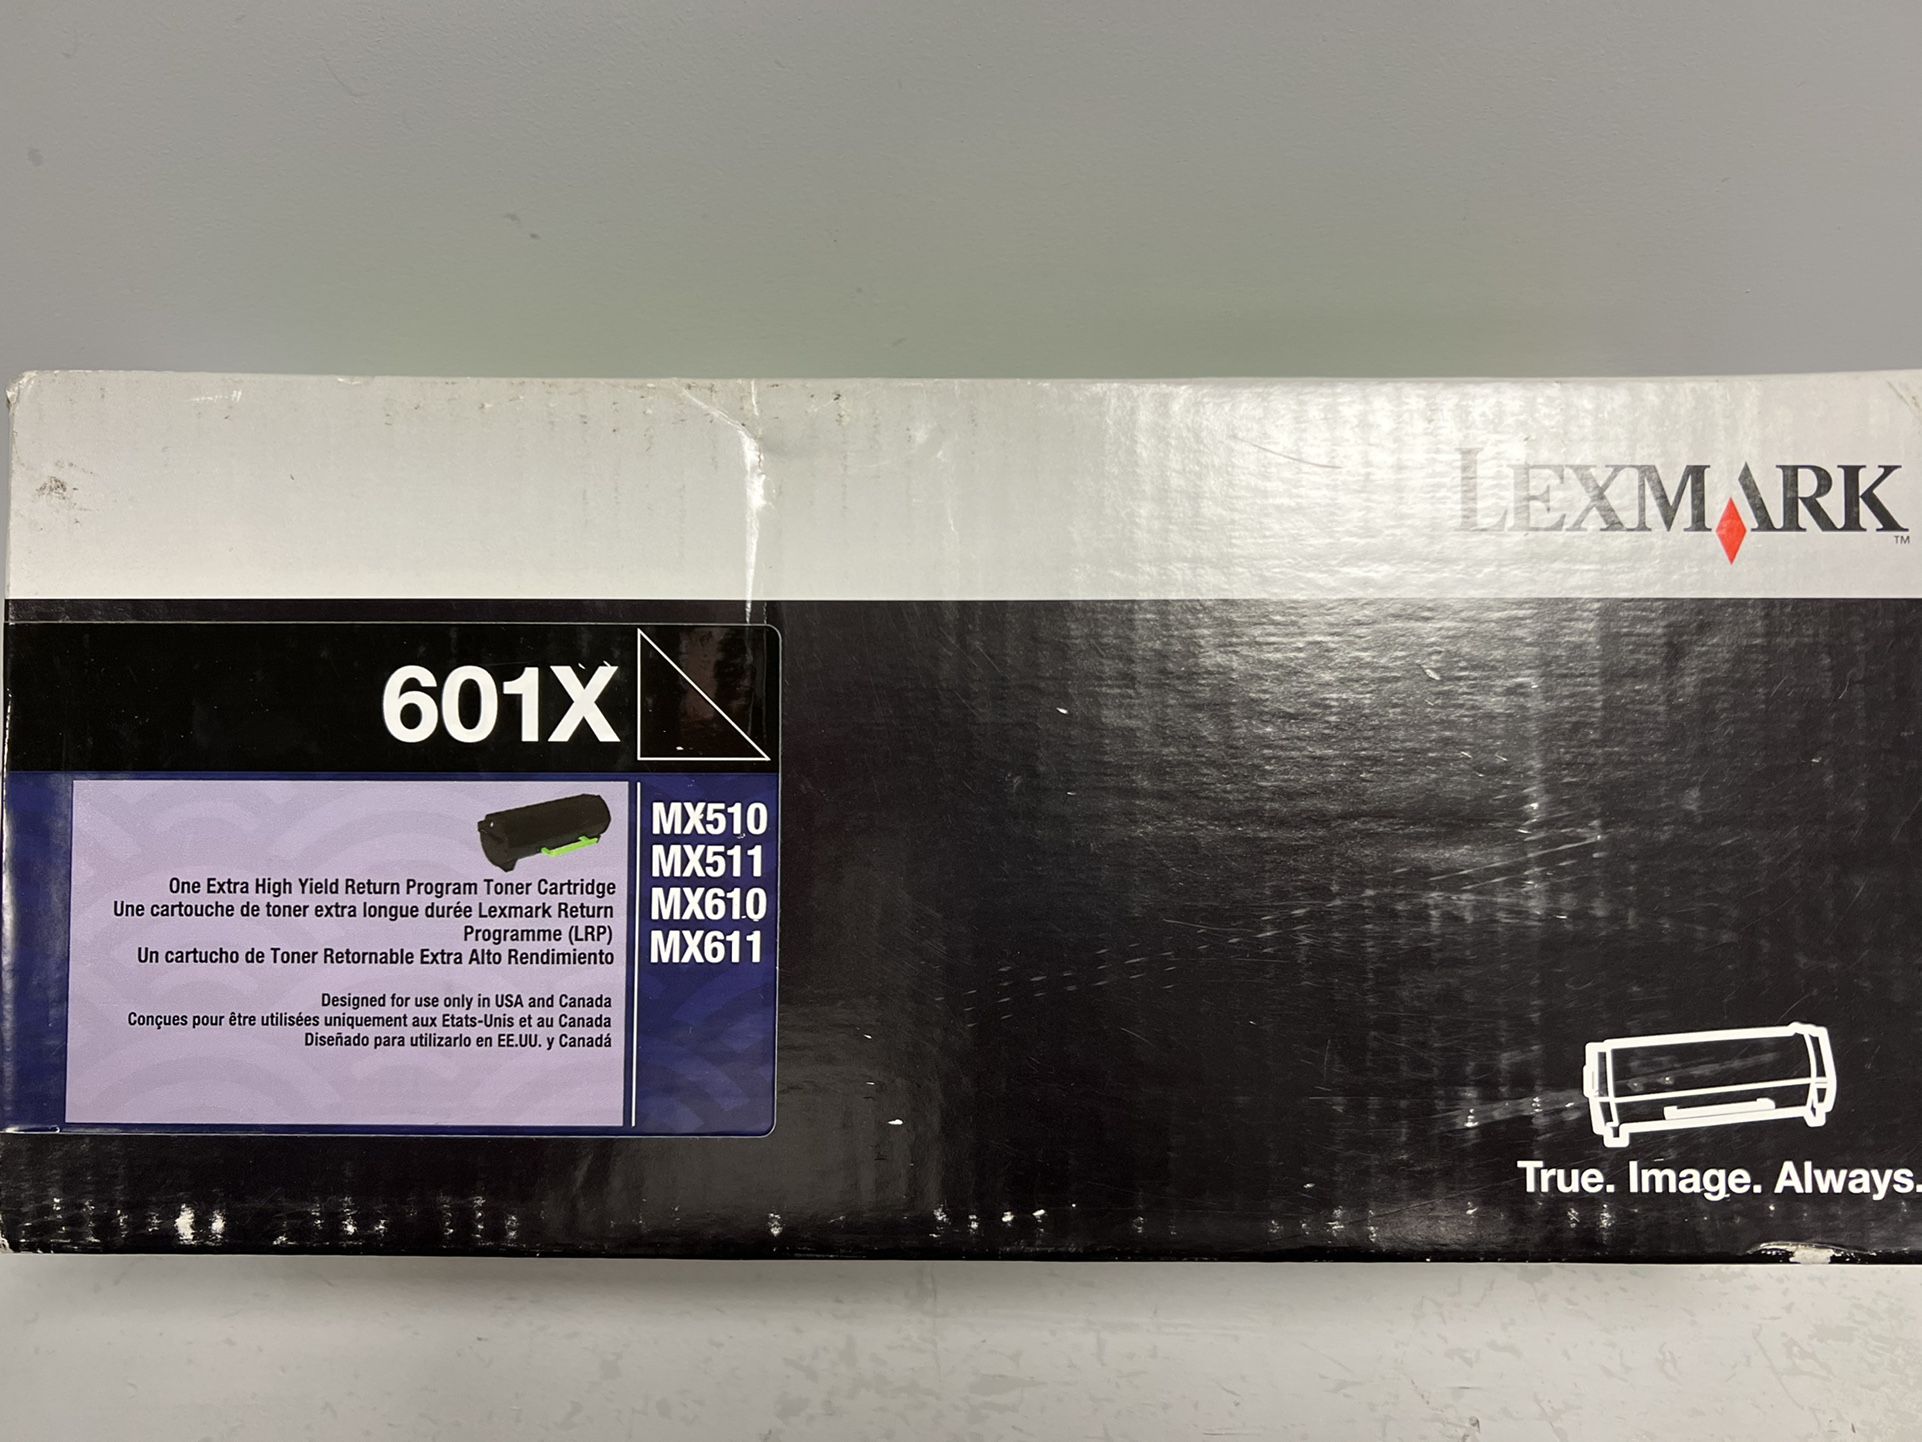 LEXMARK™
601X
MX510
MX511
MX610
MX611
One Extra High Yield Return Program Toner Cartridge
Une cartouche de toner extra longue durée Lexmark Return
Programme (LRP)
Un cartucho de Toner Retornable Extra Alto Rendimiento
Designed for use only in USA and Canada
Conçues pour être utilisées uniquement aux Etats-Unis et au Canada
Diseñado para utilizarlo en EE.UU. y Canadá
True. Image. Always.